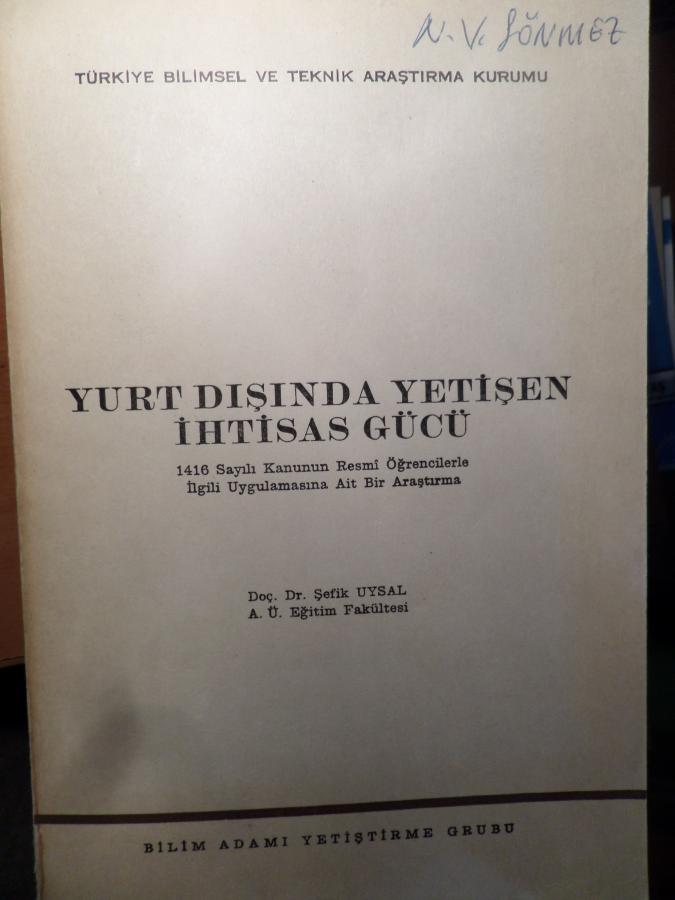 N. V. SÖNMEZ
TÜRKİYE BİLİMSEL VE TEKNİK ARAŞTIRMA KURUMU
YURT DIŞINDA YETİŞEN
İHTİSAS GÜCÜ
1416 Sayılı Kanunun Resmî Öğrencilerle
İlgili Uygulamasına Ait Bir Araştırma
Doç. Dr. Şefik UYSAL
A. Ü. Eğitim Fakültesi
BİLİM ADAMI YETİŞTİRME GRUBU